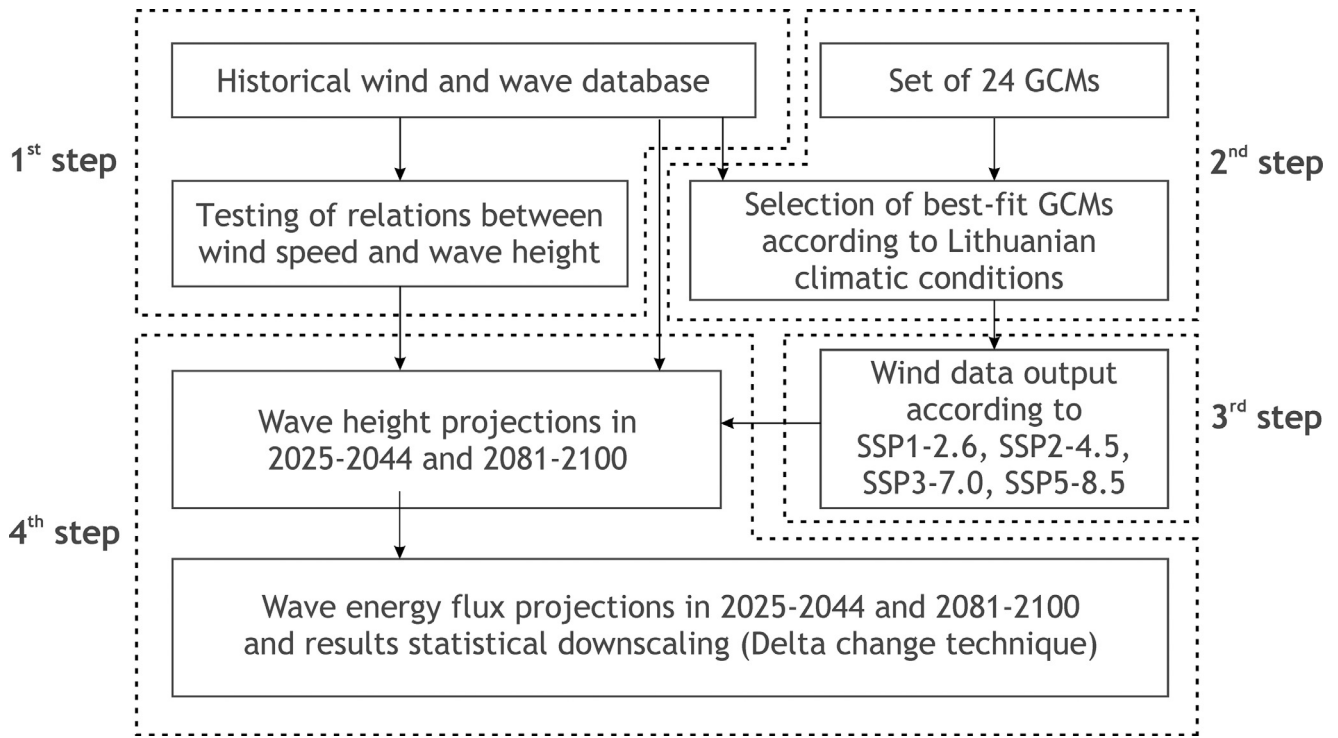 Historical wind and wave database
Set of 24 GCMs
1st step
2nd step
Testing of relations between
wind speed and wave height
Selection of best-fit GCMs
according to Lithuanian
climatic conditions
Wave height projections in
2025-2044 and 2081-2100
Wind data output
according to
SSP1-2.6, SSP2-4.5,
SSP3-7.0, SSP5-8.5
3rd step
4th step
Wave energy flux projections in 2025-2044 and 2081-2100
and results statistical downscaling (Delta change technique)